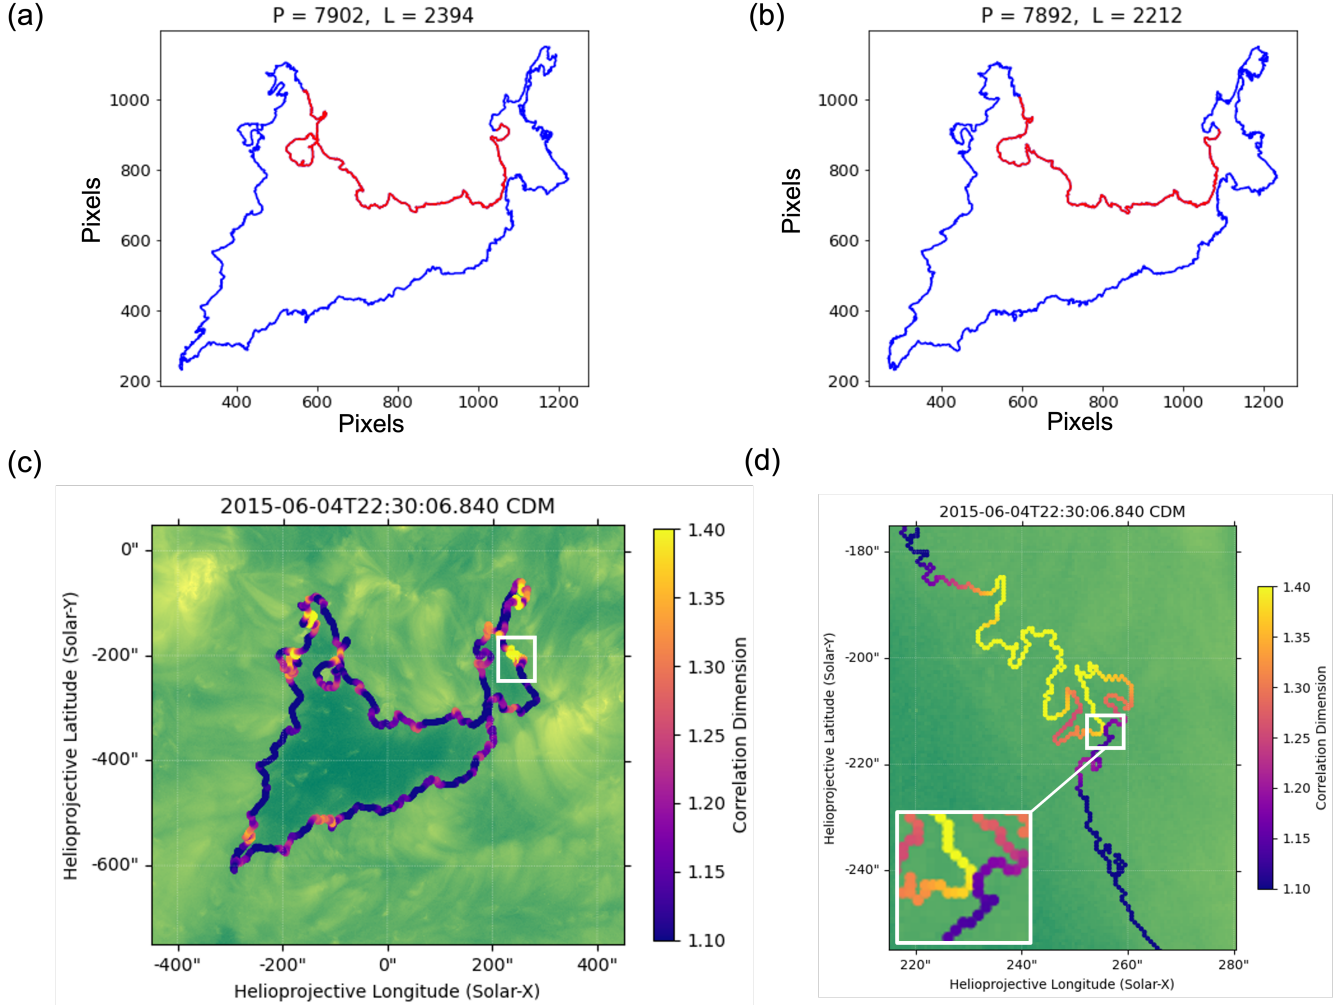 (a)
P = 7902, L = 2394
1000
800
600
400
200
Pixels
400 600 800 1000 1200
Pixels
(b)
P = 7892, L = 2212
1000
800
600
400
200
Pixels
400 600 800 1000 1200
Pixels
(c)
2015-06-04T22:30:06.840 CDM
0"
-200"
-400"
-600"
Helioprojective Latitude (Solar-Y)
-400" -200" 0" 200" 400"
Helioprojective Longitude (Solar-X)
1.40
1.35
1.30
1.25
1.20
1.15
1.10
Correlation Dimension
(d)
2015-06-04T22:30:06.840 CDM
-180"
-200"
-220"
-240"
Helioprojective Latitude (Solar-Y)
220" 240" 260" 280"
Helioprojective Longitude (Solar-X)
1.40
1.35
1.30
1.25
1.20
1.15
1.10
Correlation Dimension